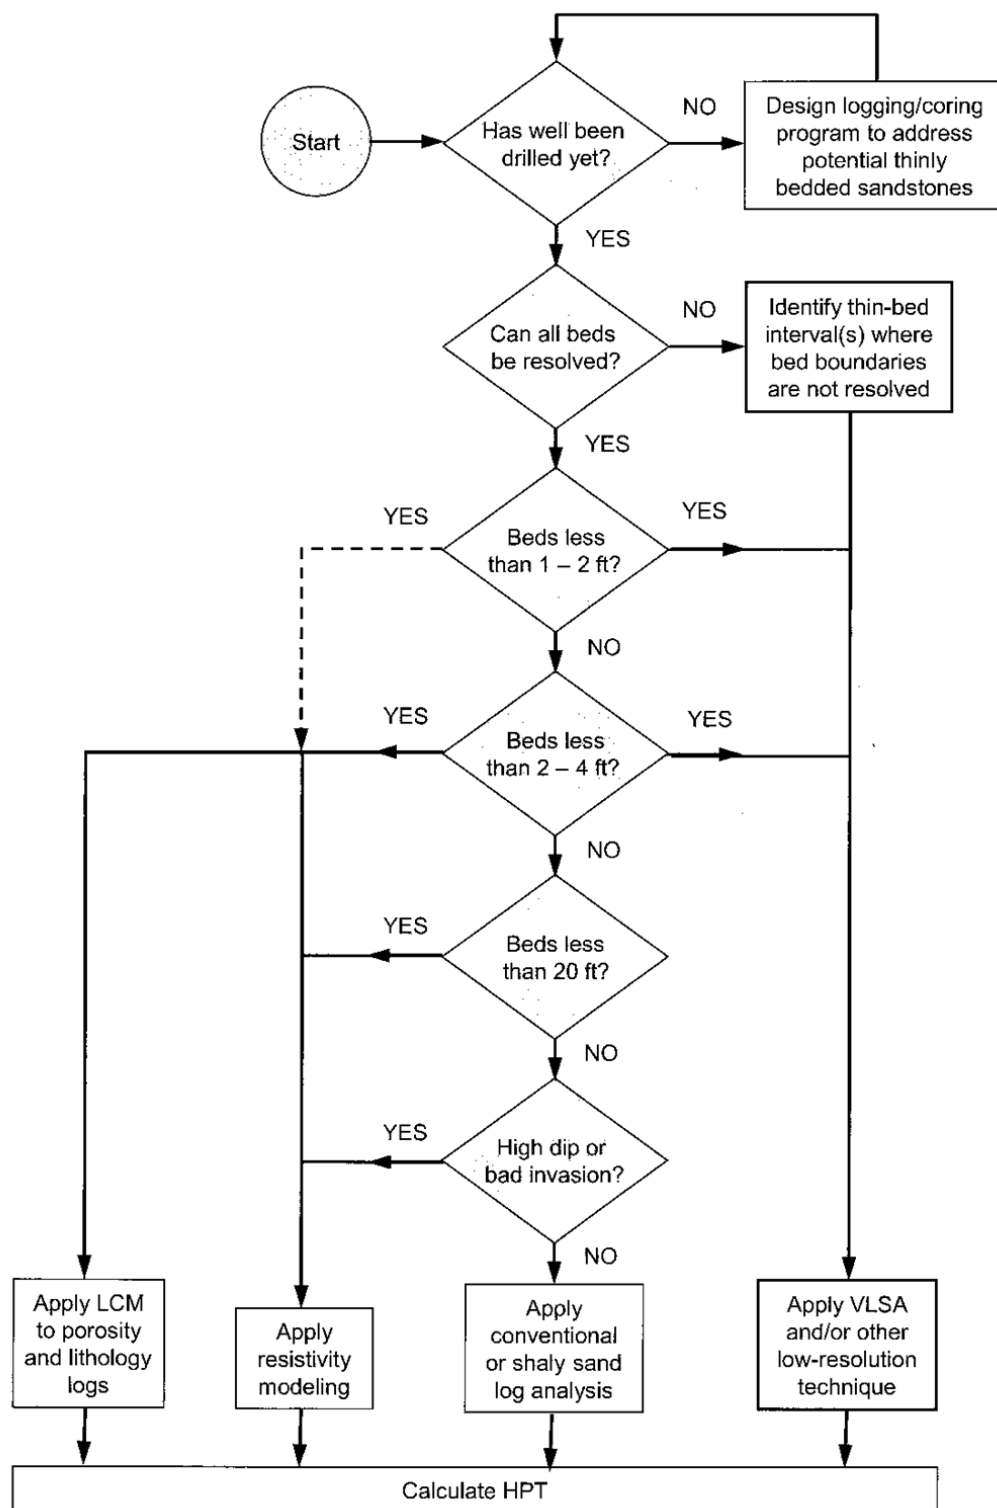 Start
Has well been
drilled yet?
NO
Design logging/coring
program to address
potential thinly
bedded sandstones
YES
Can all beds
be resolved?
NO
Identify thin-bed
interval(s) where
bed boundaries
are not resolved
YES
YES
Beds less
than 1 – 2 ft?
YES
NO
YES
Beds less
than 2 – 4 ft?
YES
NO
YES
Beds less
than 20 ft?
NO
YES
High dip or
bad invasion?
NO
Apply LCM
to porosity
and lithology
logs
Apply
resistivity
modeling
Apply
conventional
or shaly sand
log analysis
Apply VLSA
and/or other
low-resolution
technique
Calculate HPT